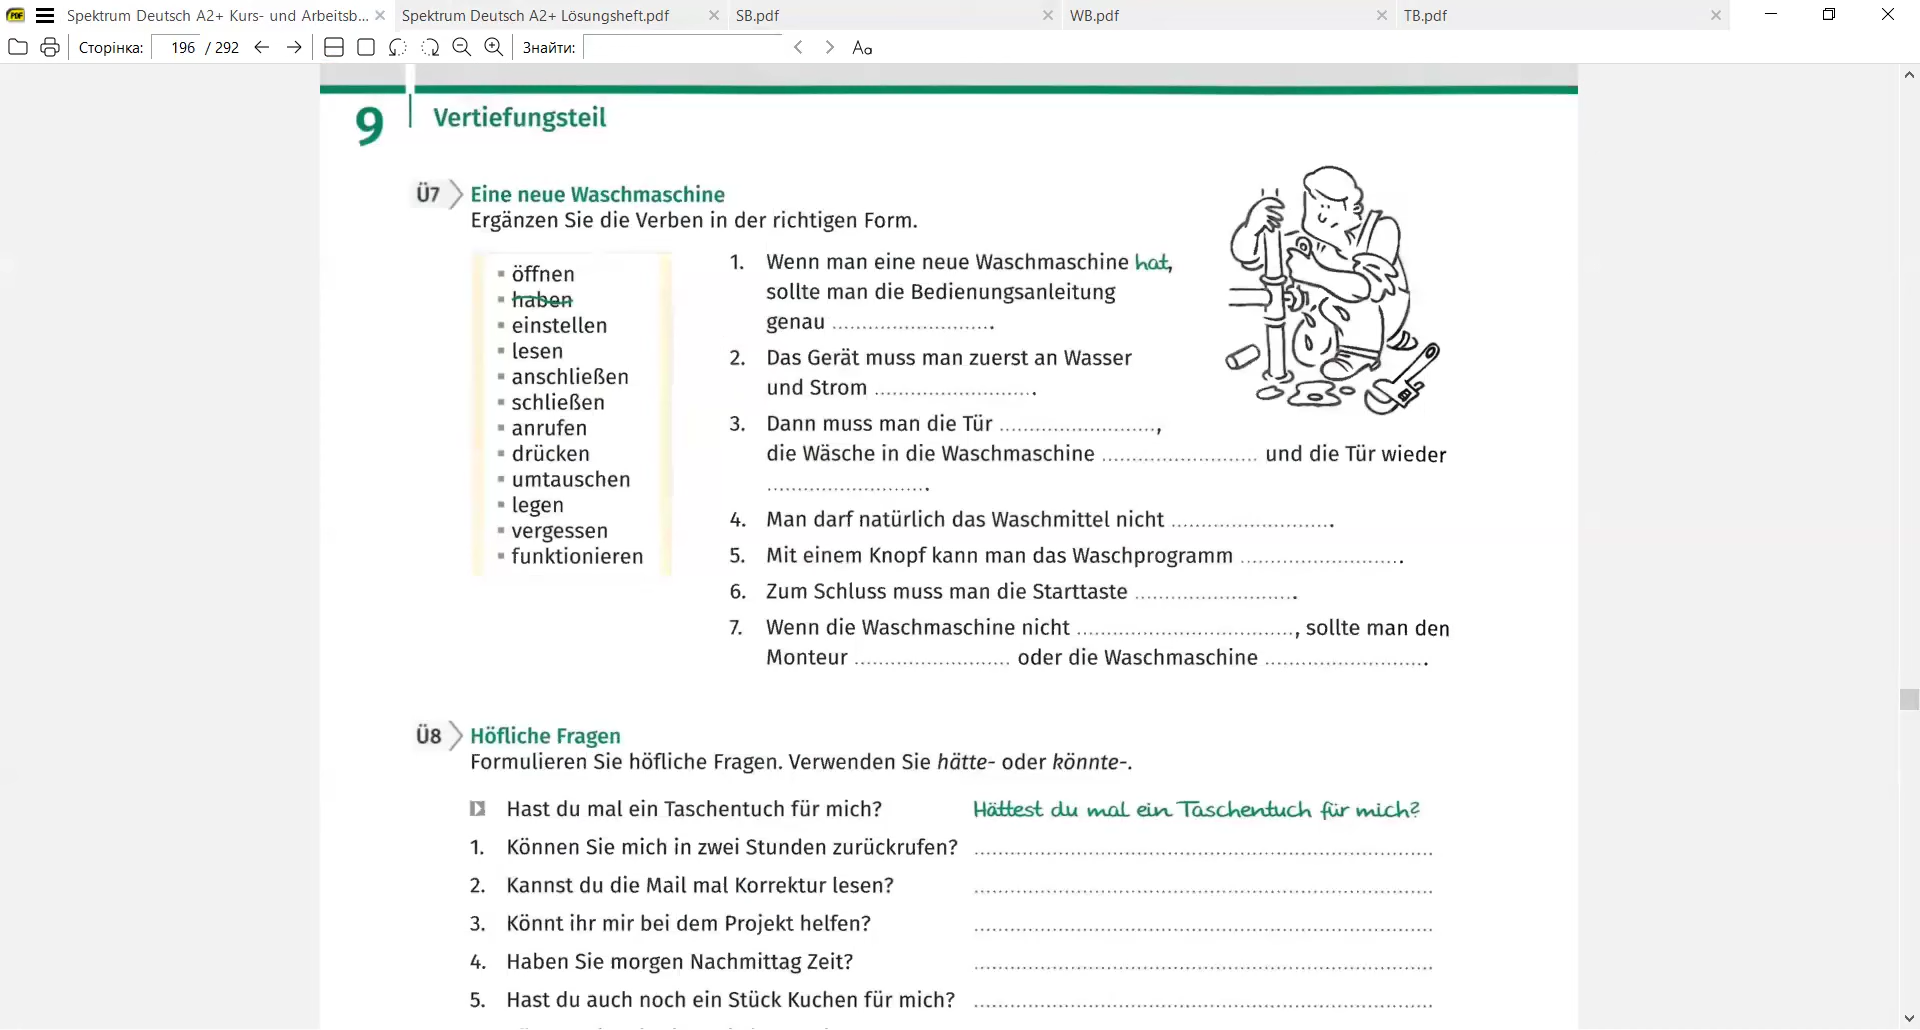 Spektrum Deutsch A2+ Kurs- und Arbeitsb... Spektrum Deutsch A2+ Lösungsheft.pdf SB.pdf WB.pdf TB.pdf
Сторінка: 196 / 292 Знайти: Aa
9 Vertiefungsteil
Ü7 Eine neue Waschmaschine
Ergänzen Sie die Verben in der richtigen Form.
▪ öffnen
▪ haben
▪ einstellen
▪ lesen
▪ anschließen
▪ schließen
▪ anrufen
▪ drücken
▪ umtauschen
▪ legen
▪ vergessen
▪ funktionieren
1. Wenn man eine neue Waschmaschine hat,
sollte man die Bedienungsanleitung
genau ........................
2. Das Gerät muss man zuerst an Wasser
und Strom ........................
3. Dann muss man die Tür ........................,
die Wäsche in die Waschmaschine ........................ und die Tür wieder
........................
4. Man darf natürlich das Waschmittel nicht ........................
5. Mit einem Knopf kann man das Waschprogramm ........................
6. Zum Schluss muss man die Starttaste ........................
7. Wenn die Waschmaschine nicht ................................, sollte man den
Monteur ........................ oder die Waschmaschine ........................
Ü8 Höfliche Fragen
Formulieren Sie höfliche Fragen. Verwenden Sie hätte- oder könnte-.
Hast du mal ein Taschentuch für mich? Hättest du mal ein Taschentuch für mich?
1. Können Sie mich in zwei Stunden zurückrufen? ........................
2. Kannst du die Mail mal Korrektur lesen? ........................
3. Könnt ihr mir bei dem Projekt helfen? ........................
4. Haben Sie morgen Nachmittag Zeit? ........................
5. Hast du auch noch ein Stück Kuchen für mich? ........................